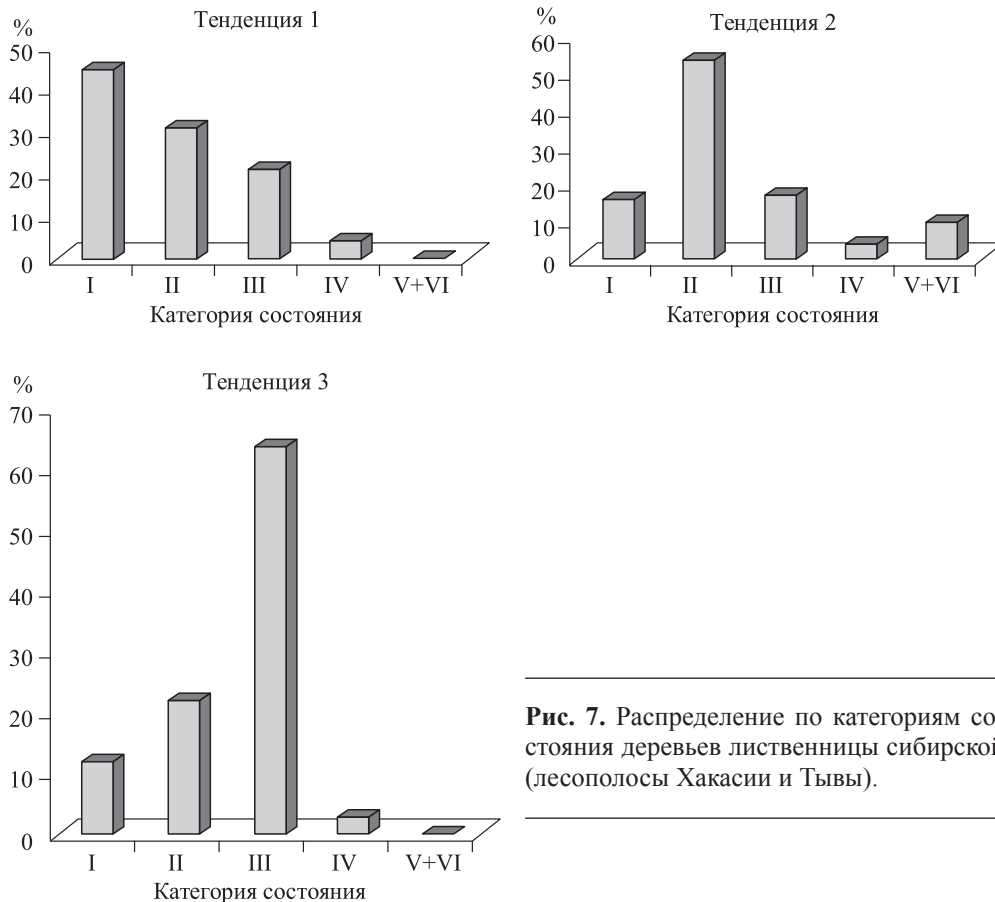 %
Тенденция 1
50
40
30
20
10
0
I II III IV V+VI
Категория состояния
%
Тенденция 2
60
50
40
30
20
10
0
I II III IV V+VI
Категория состояния
%
Тенденция 3
70
60
50
40
30
20
10
0
I II III IV V+VI
Категория состояния
Рис. 7. Распределение по категориям со
стояния деревьев лиственницы сибирской
(лесополосы Хакасии и Тывы).